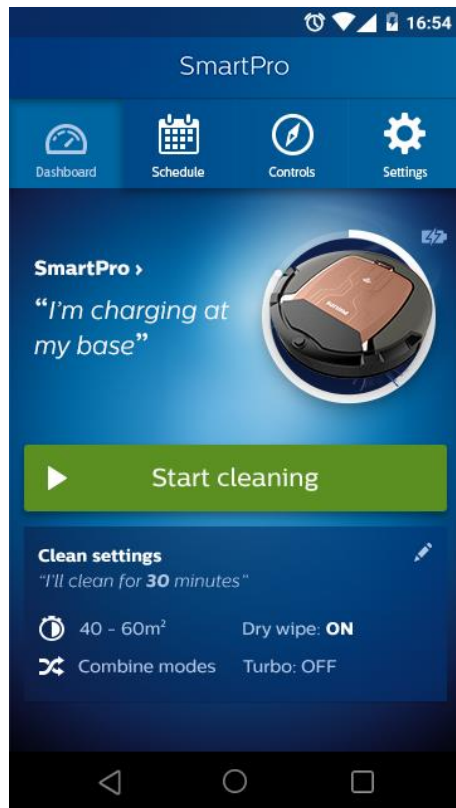 16:54
SmartPro
Dashboard Schedule Controls Settings
SmartPro ›
“I'm charging at
my base”
Start cleaning
Clean settings
“I'll clean for 30 minutes”
40 - 60m² Dry wipe: ON
Combine modes Turbo: OFF